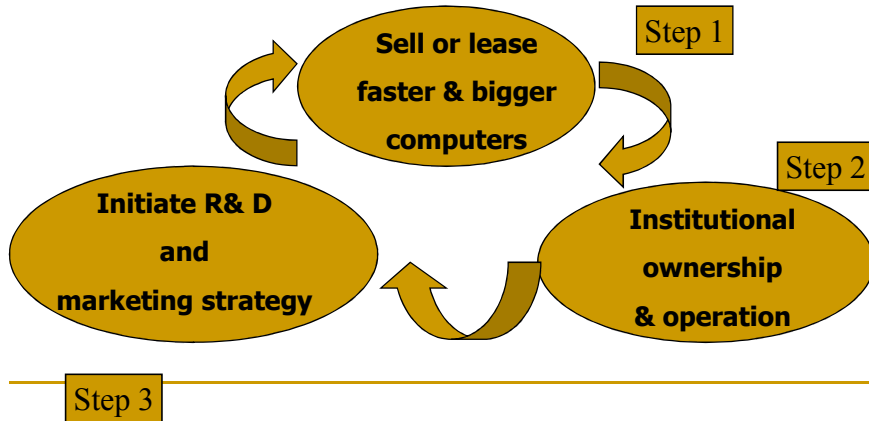 Sell or lease
faster & bigger
computers
Step 1
Step 2
Institutional
ownership
& operation
Initiate R& D
and
marketing strategy
Step 3